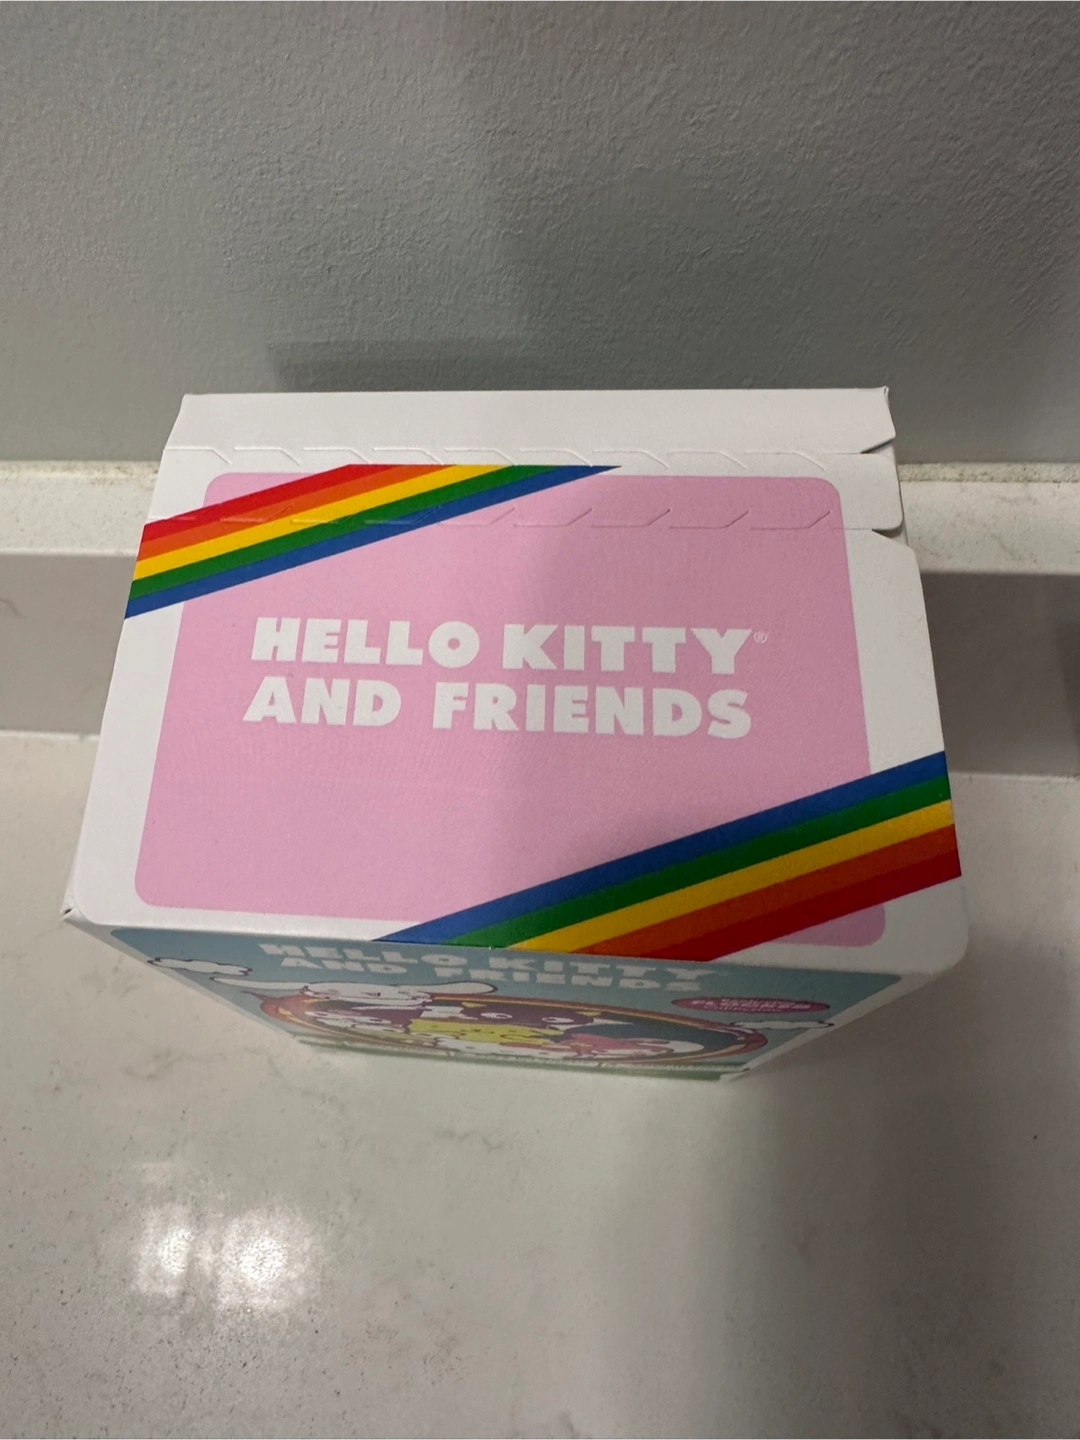 HELLO KITTY®
AND FRIENDS
HELLO KITTY
AND FRIENDS